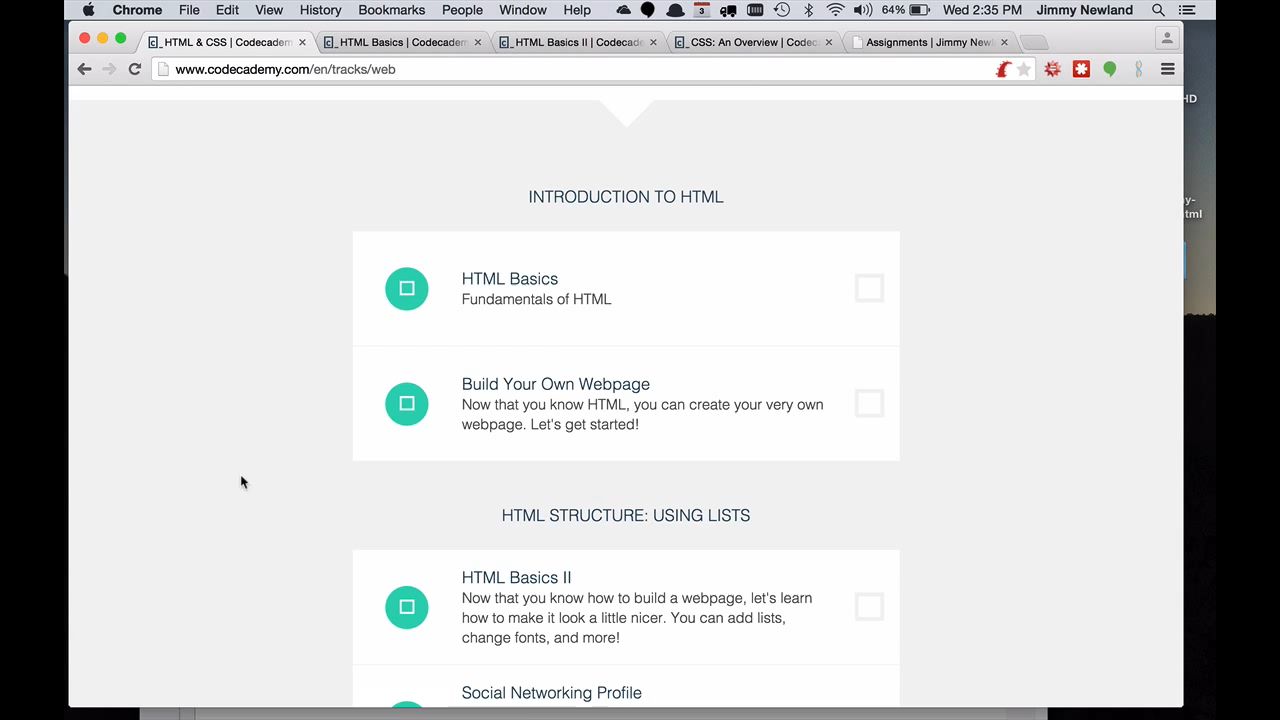 Chrome File Edit View History Bookmarks People Window Help 3 64% Wed 2:35 PM Jimmy Newland
HTML & CSS | Codecadem HTML Basics | Codecadem HTML Basics II | Codecade CSS: An Overview | Codec Assignments | Jimmy Newl
www.codecademy.com/en/tracks/web
HD
INTRODUCTION TO HTML
y-
tml
HTML Basics
Fundamentals of HTML
Build Your Own Webpage
Now that you know HTML, you can create your very own
webpage. Let's get started!
HTML STRUCTURE: USING LISTS
HTML Basics II
Now that you know how to build a webpage, let's learn
how to make it look a little nicer. You can add lists,
change fonts, and more!
Social Networking Profile